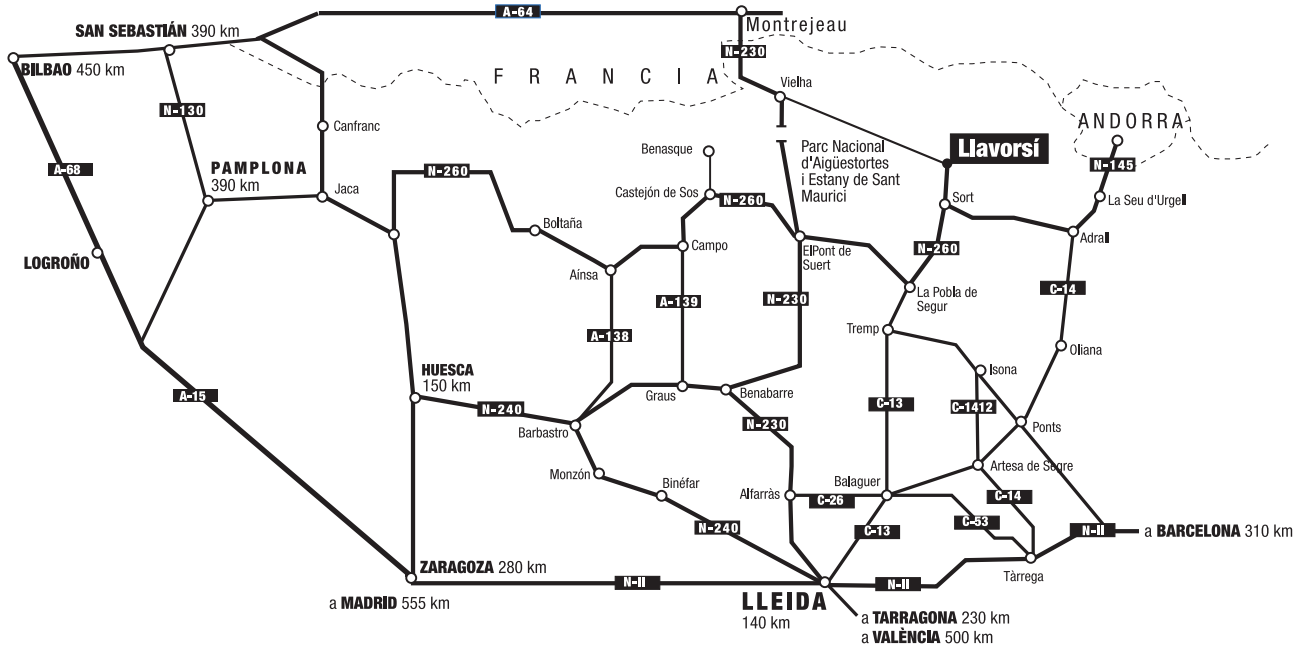 A-64
SAN SEBASTIÁN 390 km
Montrejeau
BILBAO 450 km
N-230
FRANCIA
Vielha
N-130
Canfranc
ANDORRA
Benasque
Parc Nacional
d'Aigüestortes
i Estany de Sant
Maurici
Llavorsí
N-145
A-68
PAMPLONA
390 km
N-260
Jaca
Castejón de Sos
N-260
Sort
La Seu d'Urgell
Boltaña
Adrall
LOGROÑO
Campo
El Pont de
Suert
N-260
Aínsa
A-139
N-230
La Pobla de
Segur
C-14
A-138
Tremp
Oliana
HUESCA
150 km
Isona
A-15
N-240
Graus
Benabarre
C-13
C-1412
Barbastro
N-230
Ponts
Monzón
Binéfar
Alfarràs
Balaguer
Artesa de Segre
C-26
C-14
N-240
C-13
C-53
N-II
a BARCELONA 310 km
ZARAGOZA 280 km
N-II
N-II
Tàrrega
a MADRID 555 km
LLEIDA
140 km
a TARRAGONA 230 km
a VALÈNCIA 500 km